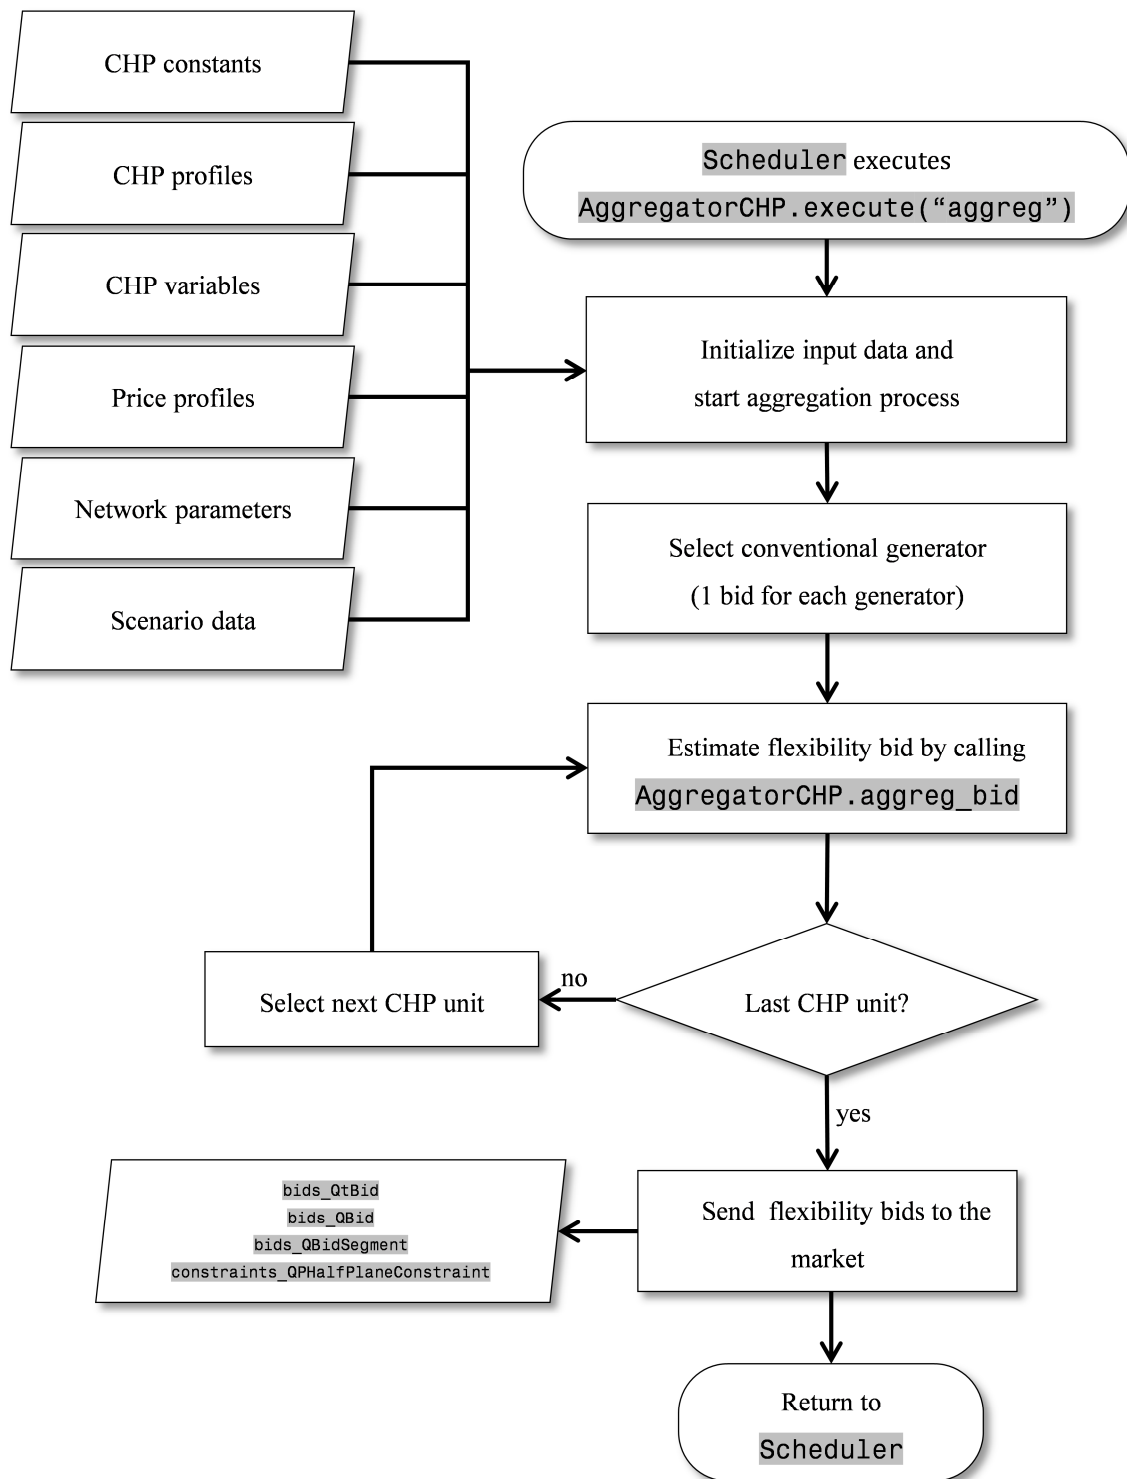 CHP constants
CHP profiles
CHP variables
Price profiles
Network parameters
Scenario data
Scheduler executes
AggregatorCHP.execute(“aggreg”)
Initialize input data and
start aggregation process
Select conventional generator
(1 bid for each generator)
Estimate flexibility bid by calling
AggregatorCHP.aggreg_bid
Last CHP unit?
no
Select next CHP unit
yes
Send flexibility bids to the
market
bids_QtBid
bids_QBid
bids_QBidSegment
constraints_QPHalfPlaneConstraint
Return to
Scheduler